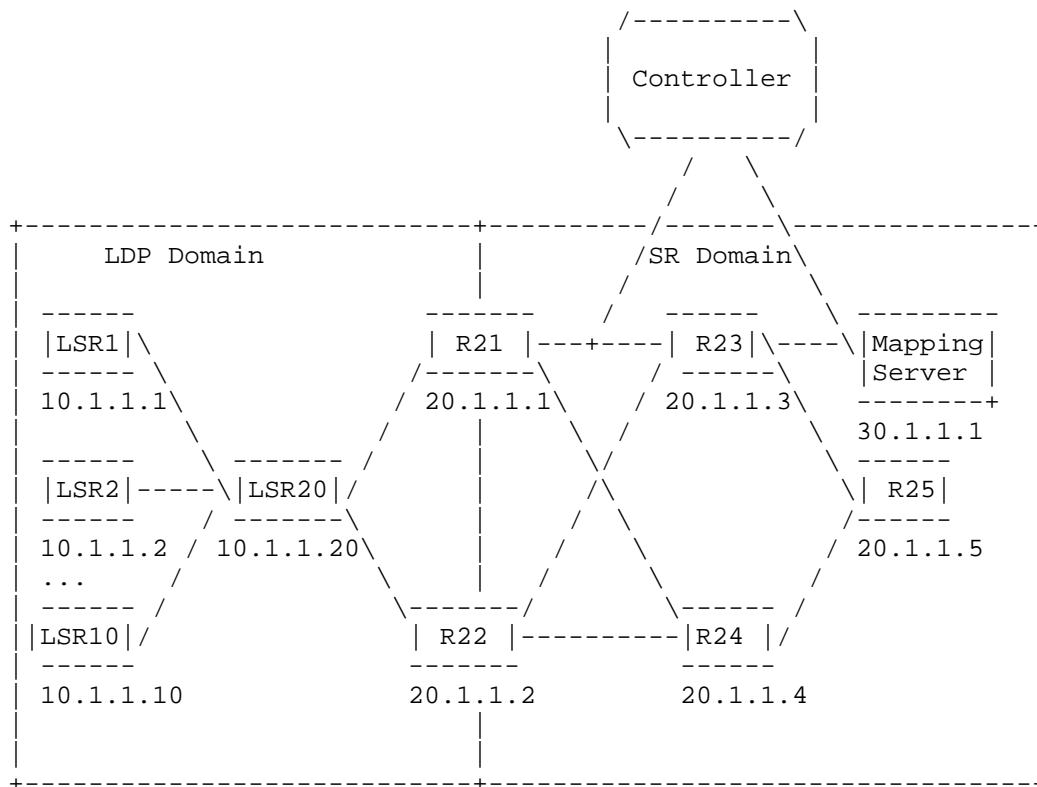 Controller
LDP Domain SR Domain
LSR1 R21 R23 Mapping
Server
10.1.1.1 20.1.1.1 20.1.1.3
30.1.1.1
LSR2 LSR20 R25
10.1.1.2 10.1.1.20 20.1.1.5
...
LSR10 R22 R24
10.1.1.10 20.1.1.2 20.1.1.4